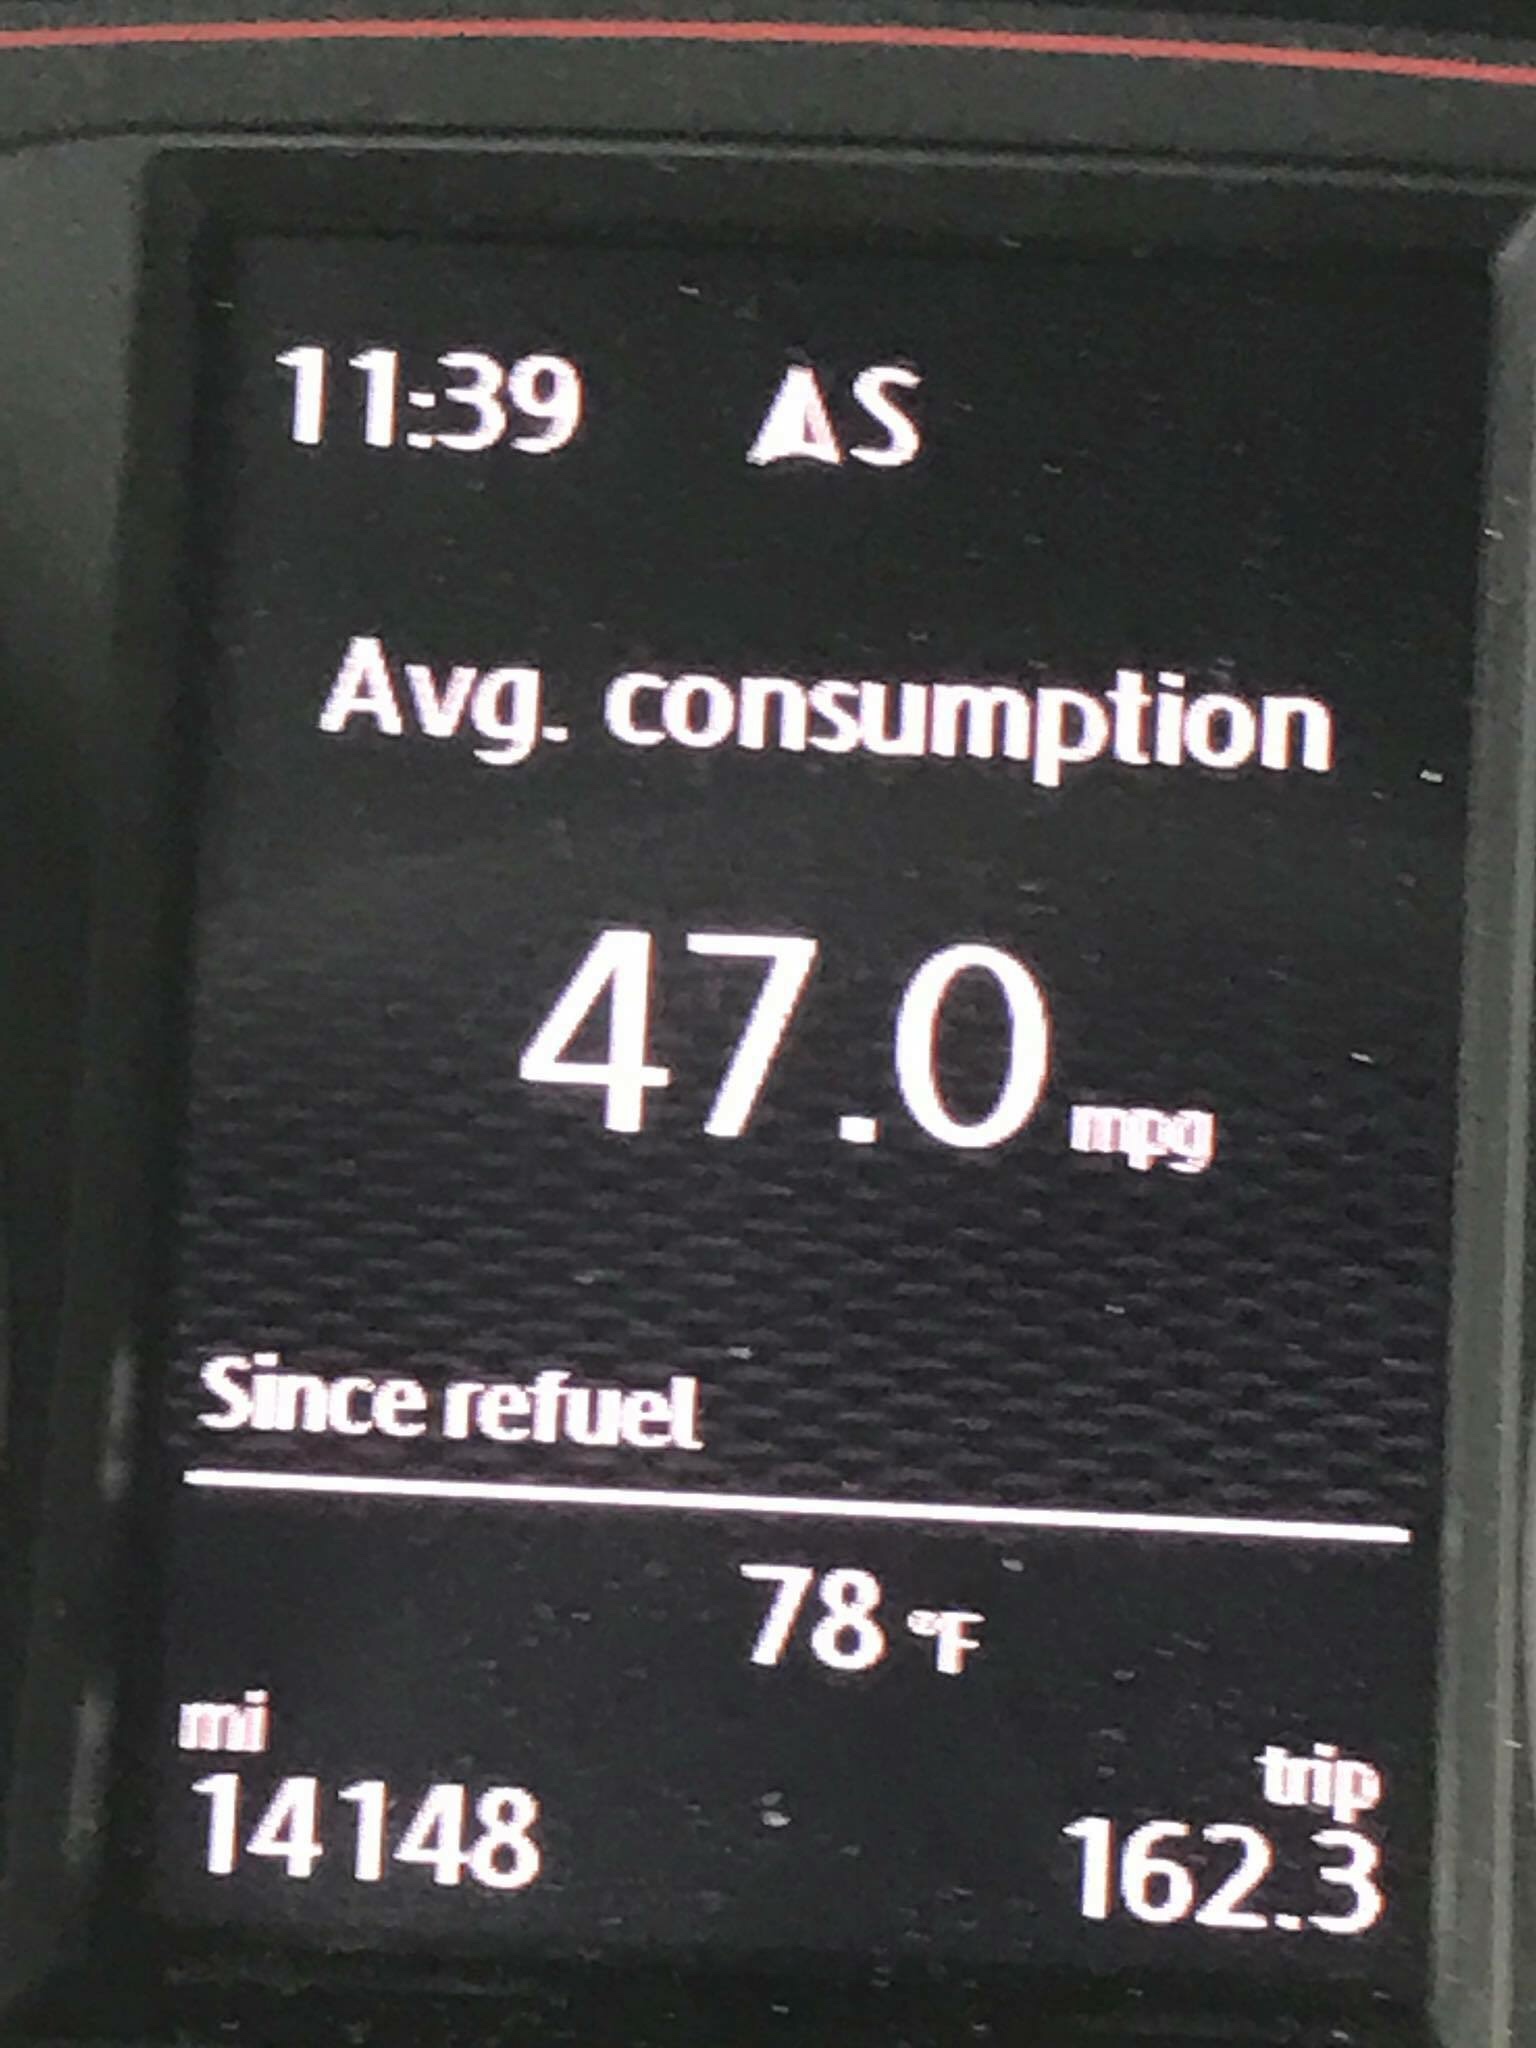 11:39 S
Avg. consumption
47.0 mpg
Since refuel
78 °F
mi
trip
14148
162.3